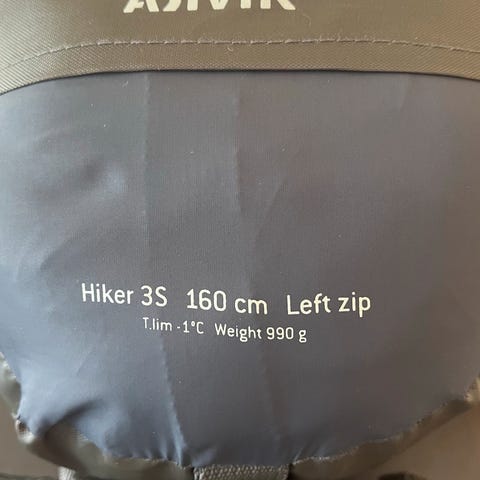 Hiker 3S 160 cm Left zip
T.lim -1°C Weight 990 g